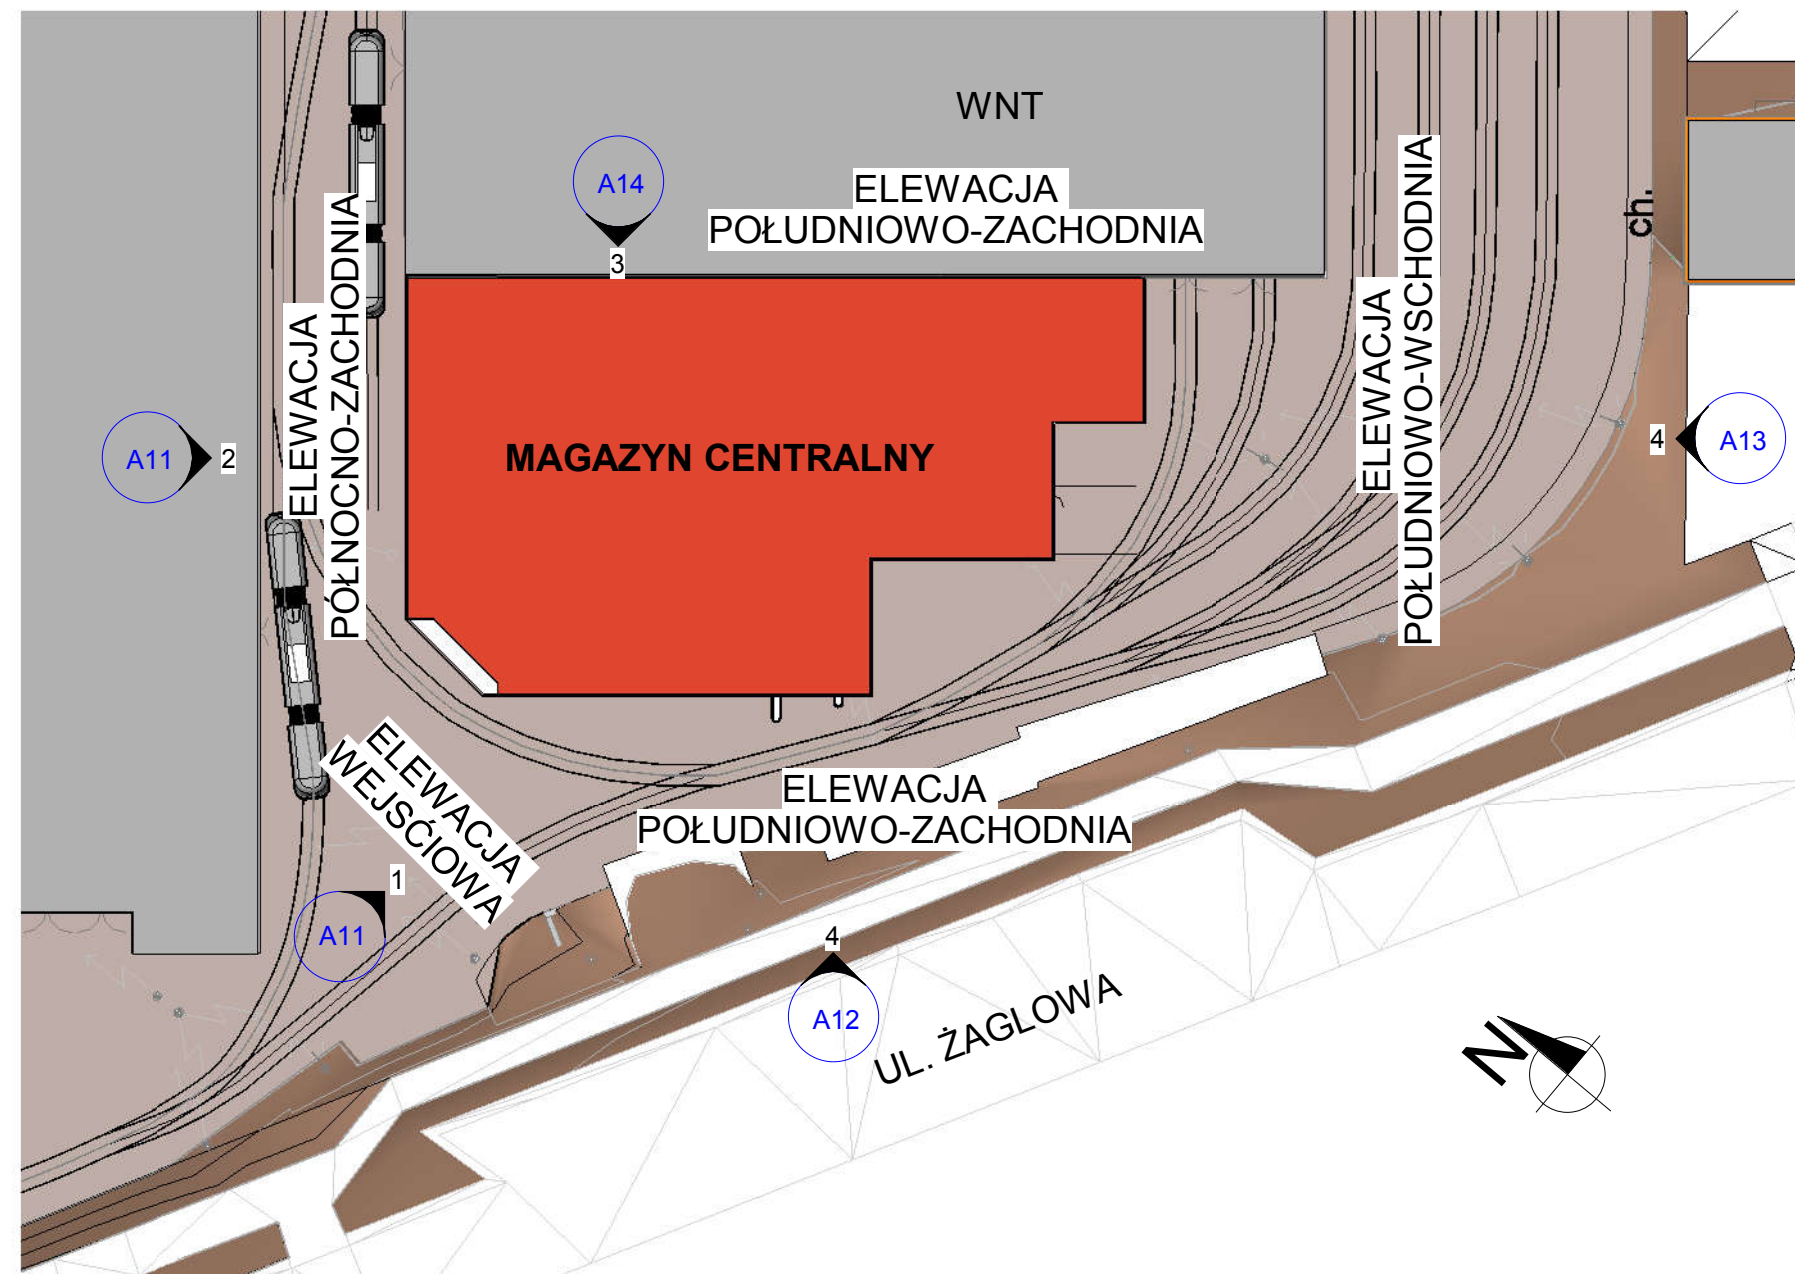 WNT
A14
3
ELEWACJA
POŁUDNIOWO-ZACHODNIA
ch.
ELEWACJA
PÓŁNOCNO-ZACHODNIA
ELEWACJA
POŁUDNIOWO-WSCHODNIA
MAGAZYN CENTRALNY
A11
2
4
A13
ELEWACJA
WEJSĆIOWA
ELEWACJA
POŁUDNIOWO-ZACHODNIA
1
A11
4
A12
UL. ŻAGLOWA
N